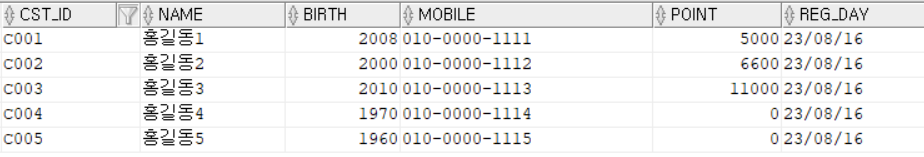 CST_ID NAME BIRTH MOBILE POINT REG_DAY
C001 홍길동1 2008 010-0000-1111 5000 23/08/16
C002 홍길동2 2000 010-0000-1112 6600 23/08/16
C003 홍길동3 2010 010-0000-1113 11000 23/08/16
C004 홍길동4 1970 010-0000-1114 0 23/08/16
C005 홍길동5 1960 010-0000-1115 0 23/08/16